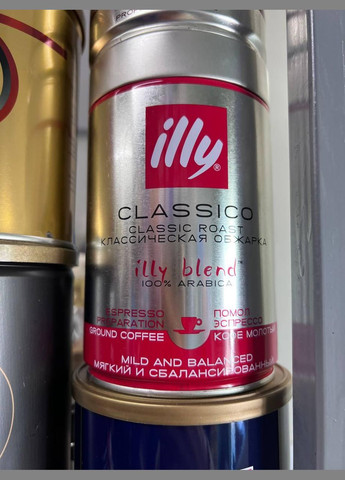 illy®
CLASSICO
CLASSIC ROAST
КЛАССИЧЕСКАЯ ОБЖАРКА
illy blend™
100% ARABICA
ESPRESSO
PREPARATION
GROUND COFFEE
ПОМОЛ
ЭСПРЕССО
КОФЕ МОЛОТЫЙ
MILD AND BALANCED
МЯГКИЙ И СБАЛАНСИРОВАННЫЙ